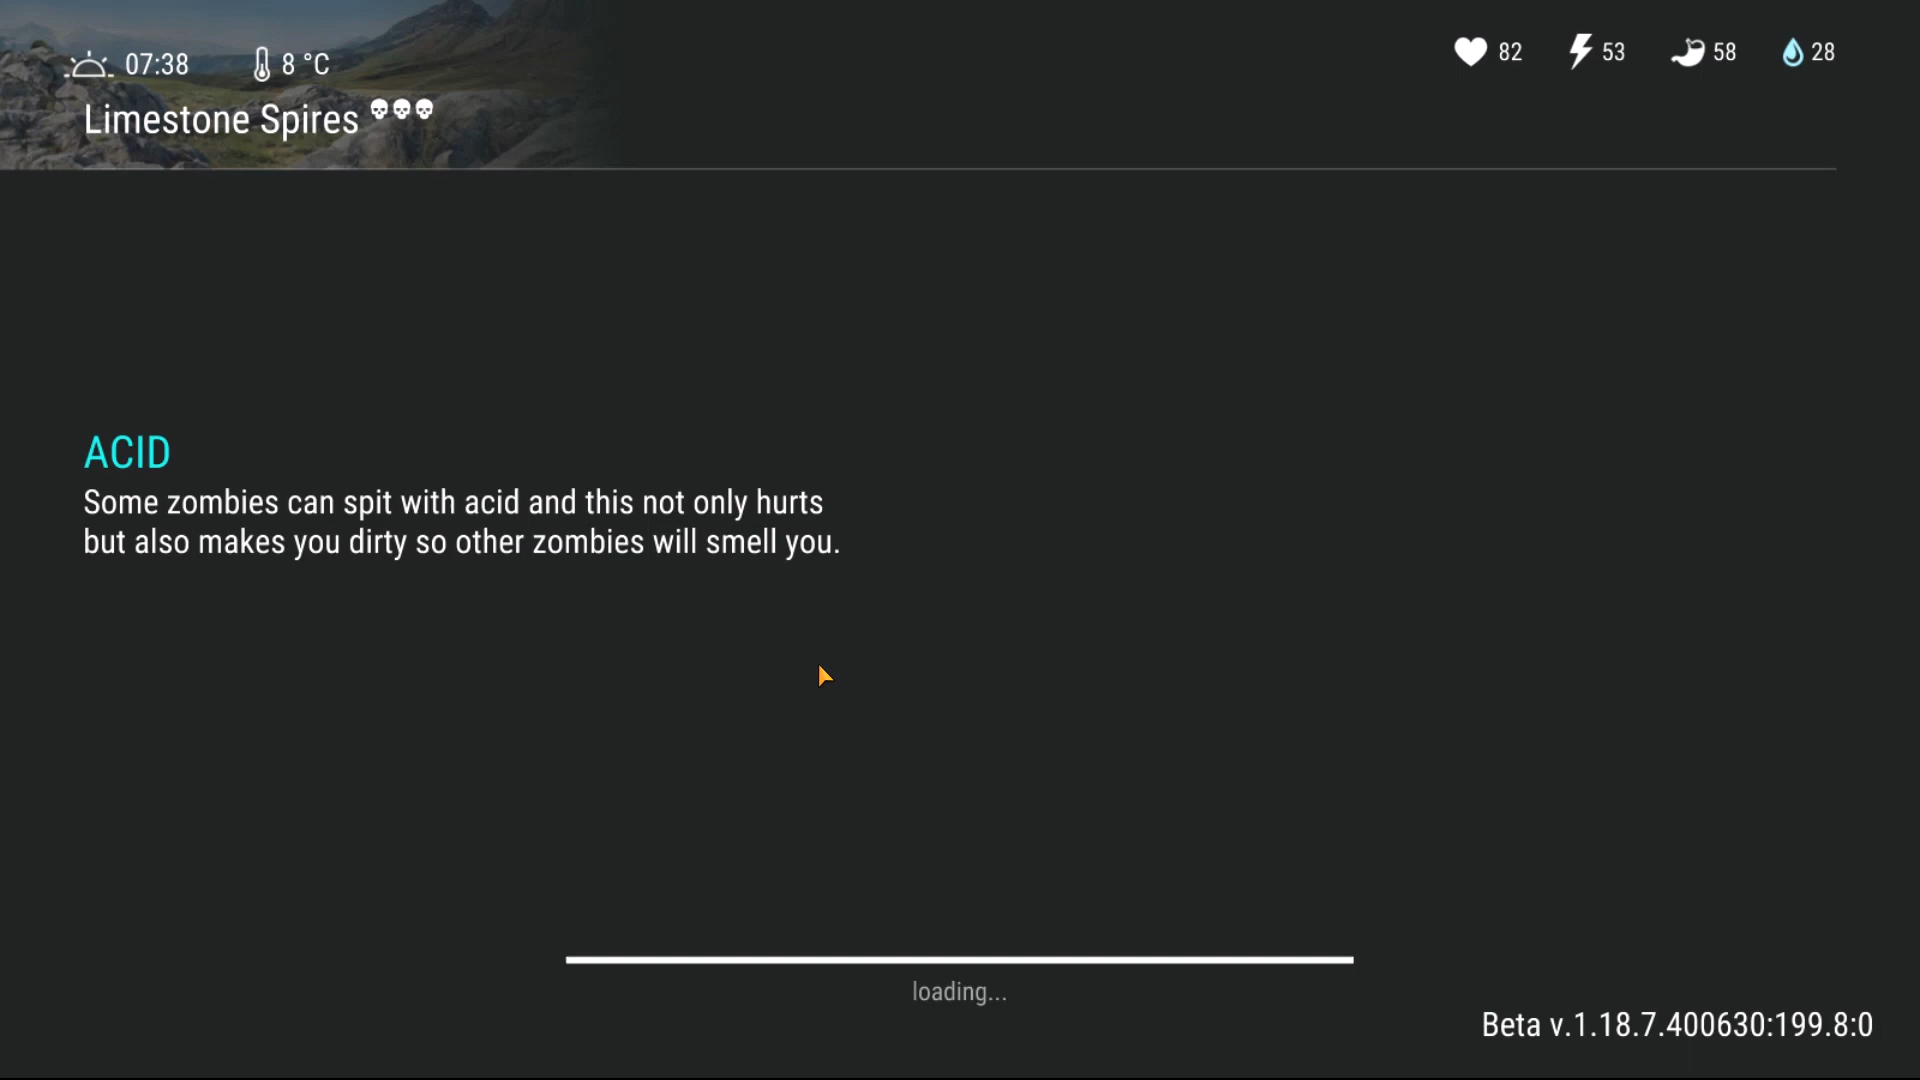 07:38 8 °C
82 53 58 28
Limestone Spires
ACID
Some zombies can spit with acid and this not only hurts
but also makes you dirty so other zombies will smell you.
loading...
Beta v.1.18.7.400630:199.8:0